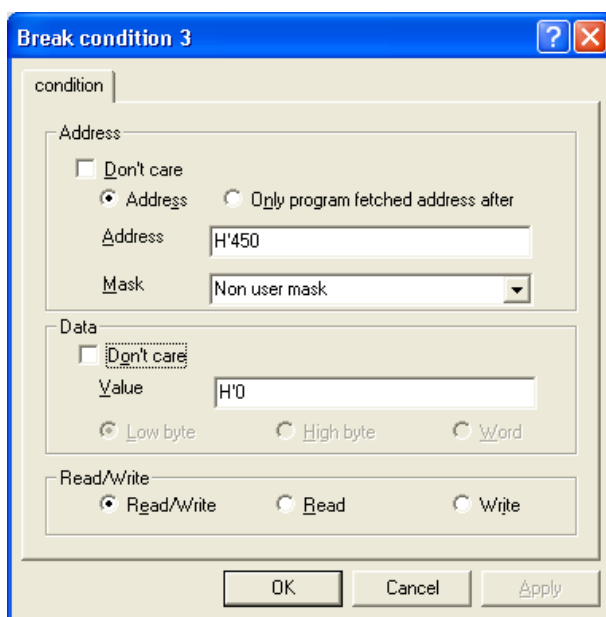 Break condition 3
condition
Address
Don't care
Address Only program fetched address after
Address H'450
Mask Non user mask
Data
Don't care
Value H'0
Low byte High byte Word
Read/Write
Read/Write Read Write
OK Cancel Apply